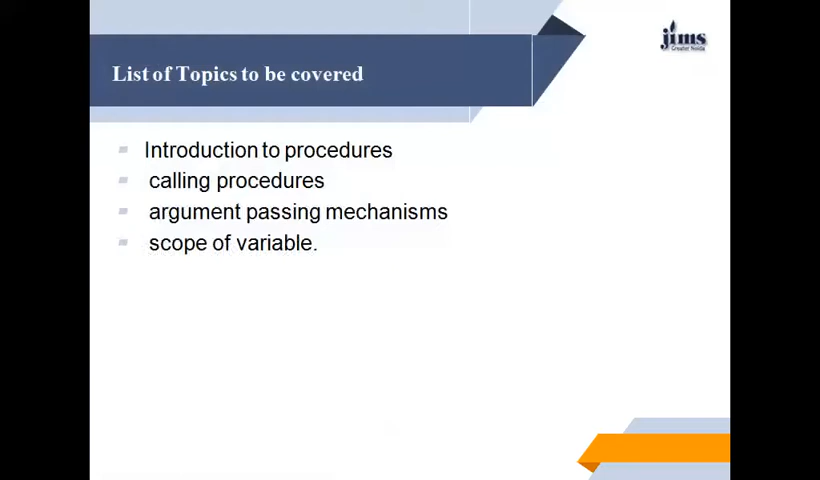 jims
Greater Noida
List of Topics to be covered
Introduction to procedures
calling procedures
argument passing mechanisms
scope of variable.